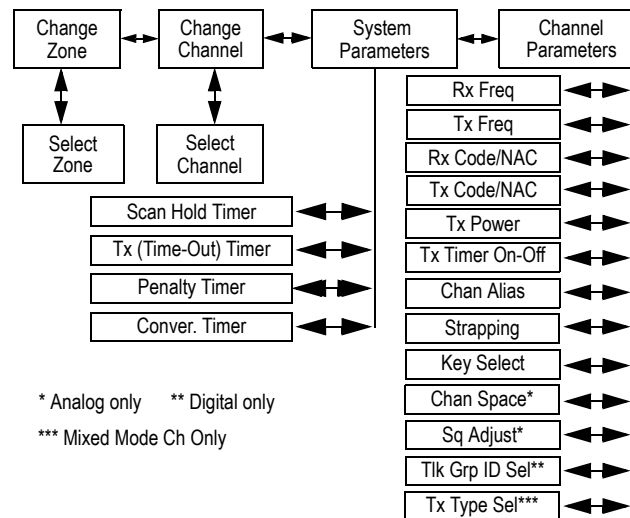 Change
Zone
Change
Channel
System
Parameters
Channel
Parameters
Select
Zone
Select
Channel
Scan Hold Timer
Tx (Time-Out) Timer
Penalty Timer
Conver. Timer
Rx Freq
Tx Freq
Rx Code/NAC
Tx Code/NAC
Tx Power
Tx Timer On-Off
Chan Alias
Strapping
Key Select
Chan Space*
Sq Adjust*
Tlk Grp ID Sel**
Tx Type Sel***
* Analog only ** Digital only
*** Mixed Mode Ch Only